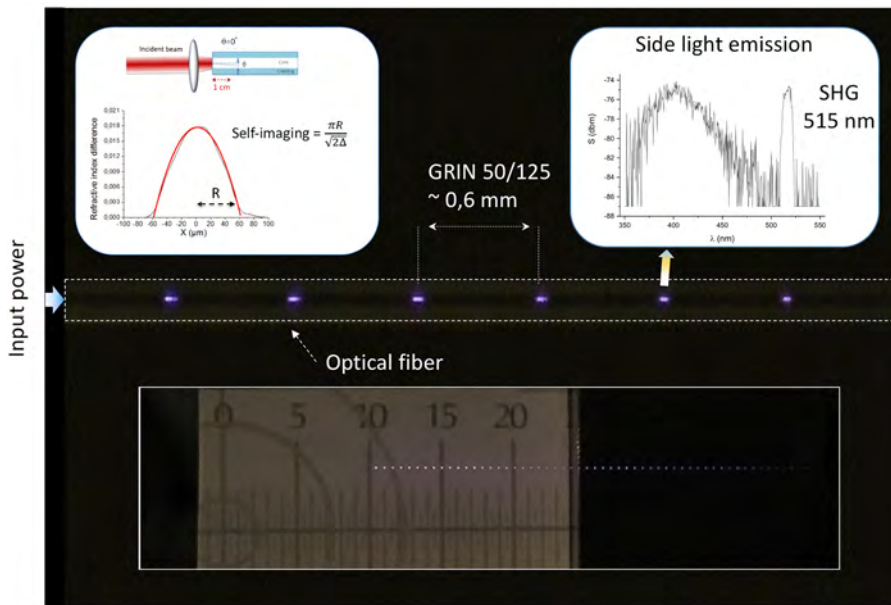 Input power
Incident beam
θ=0°
θ
1 cm
Refractive index difference
0,021
0,018
0,015
0,012
0,009
0,006
0,003
0,000
-100 -80 -60 -40 -20 0 20 40 60 80 100
X (µm)
R
Self-imaging = πR/√2Δ
GRIN 50/125
~ 0,6 mm
Side light emission
SHG
515 nm
S (dbm)
-74
-76
-78
-80
-82
-84
-86
-88
350 400 450 500 550
λ (nm)
Optical fiber
0 5 10 15 20